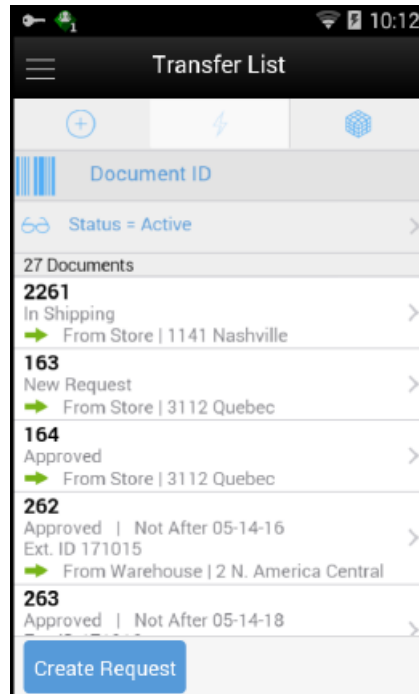 1
10:12
Transfer List
Document ID
Status = Active
27 Documents
2261
In Shipping
From Store | 1141 Nashville
163
New Request
From Store | 3112 Quebec
164
Approved
From Store | 3112 Quebec
262
Approved | Not After 05-14-16
Ext. ID 171015
From Warehouse | 2 N. America Central
263
Approved | Not After 05-14-18
Create Request